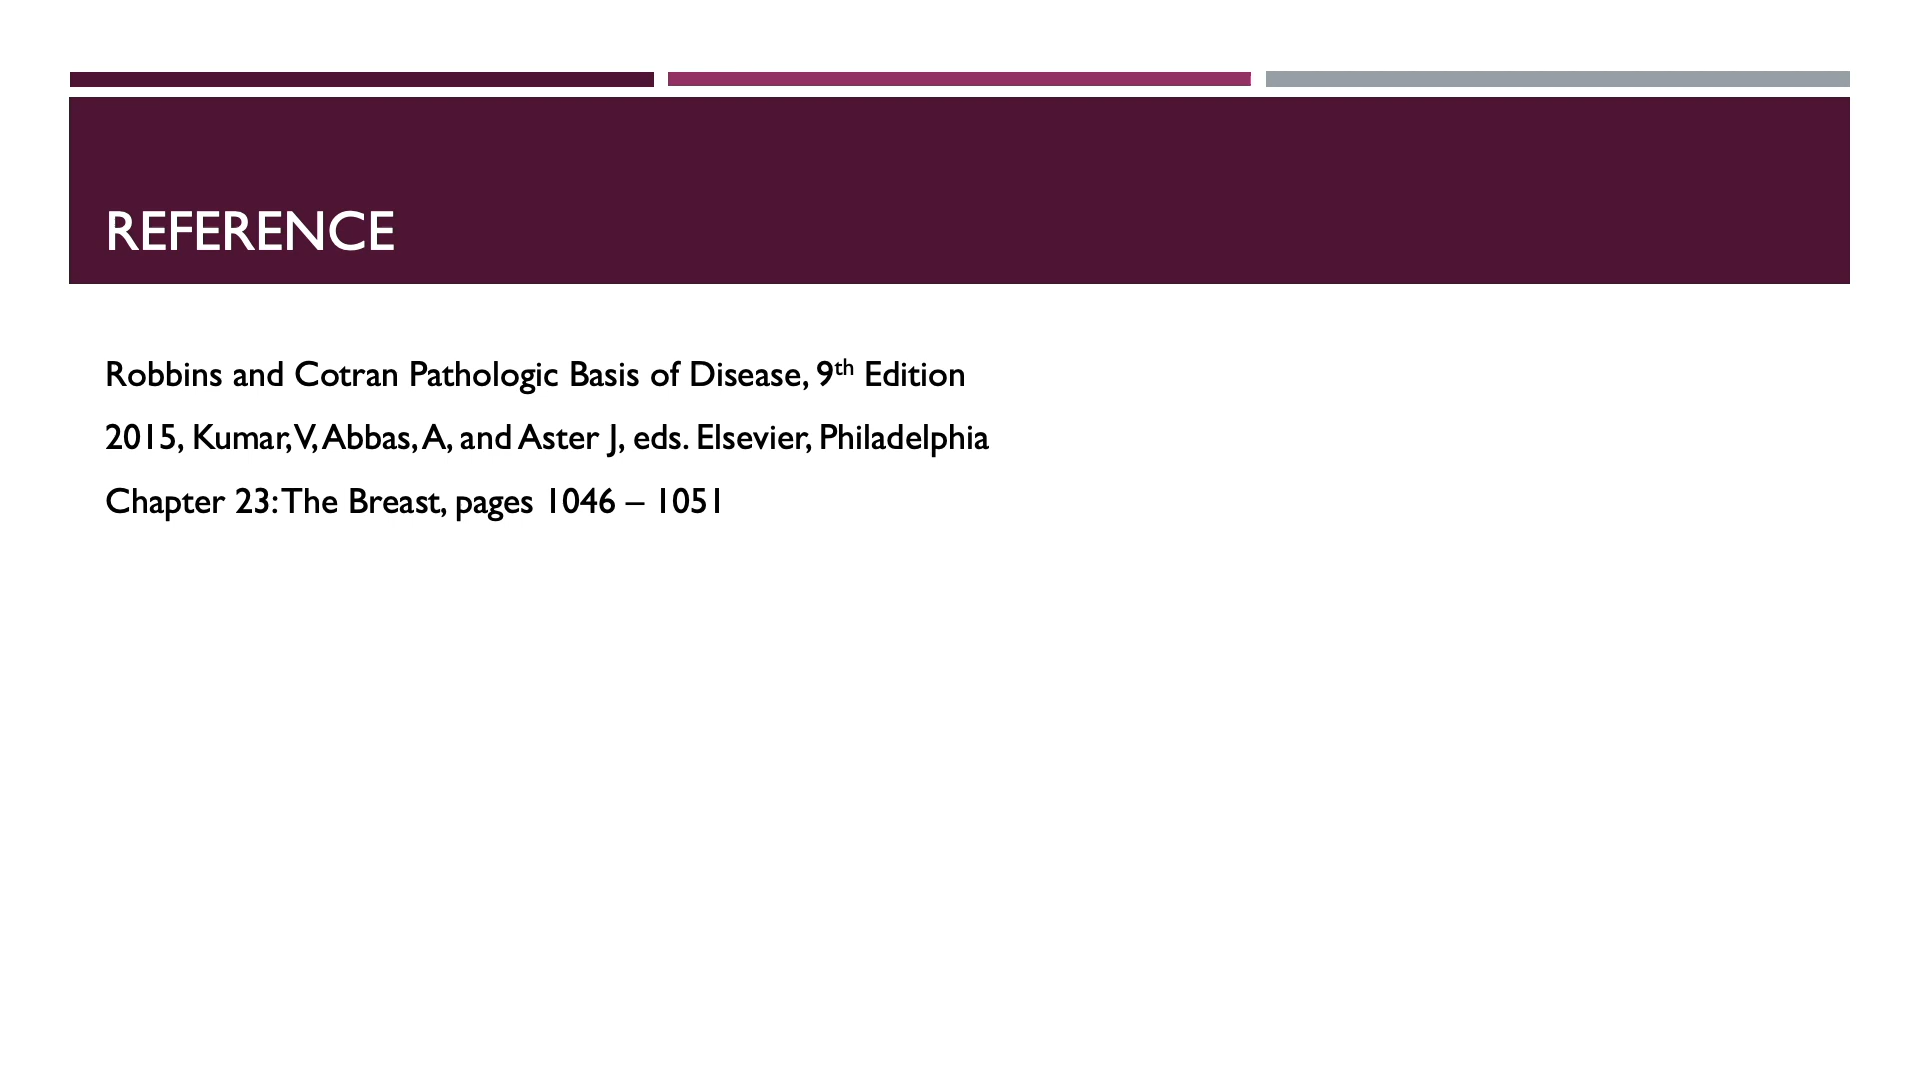 REFERENCE
Robbins and Cotran Pathologic Basis of Disease, 9th Edition
2015, Kumar, V, Abbas, A, and Aster J, eds. Elsevier, Philadelphia
Chapter 23: The Breast, pages 1046 – 1051